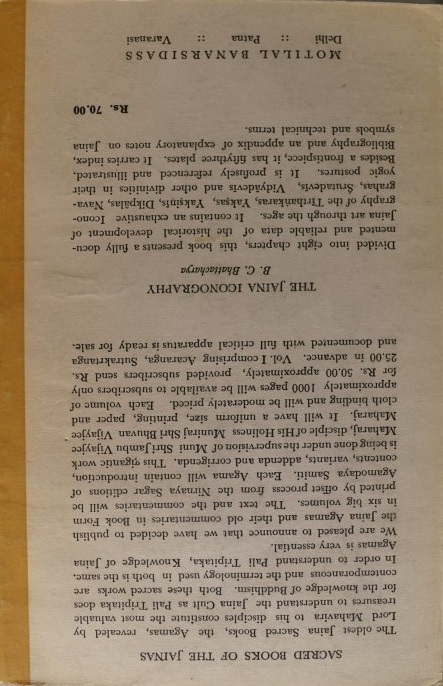 SACRED BOOKS OF THE JAINAS
The oldest Jaina Sacred Books, the Agamas, revealed by
Lord Mahavira to his disciples constitute the most valuable
treasures to understand the Jaina Cult as Pali Tripitaka does
for the knowledge of Buddhism. Both these sacred works are
contemporaneous and the terminology used in both is the same.
In order to understand Pali Tripitaka, Knowledge of Jaina
Agamas is very essential.
We are pleased to announce that we have decided to publish
the Jaina Agamas and their old commentaries in Book Form
in six big volumes. The text and the commentaries will be
printed by offset process from the Nirnaya Sagar editions of
Agamodaya Samiti. Each Agama will contain introduction,
contents, variants, addenda and corrigenda. This gigantic work
is being done under the supervision of Muni Shri Jambu Vijayjee
Maharaj, disciple of His Holiness Muniraj Shri Bhuvan Vijayjee
Maharaj. It will have a uniform size, printing, paper and
cloth binding and will be moderately priced. Each volume of
approximately 1000 pages will be available to subscribers only
for Rs. 50.00 approximately, provided subscribers send Rs.
25.00 in advance. Vol. I comprising Acaranga, Sutrakrtanga
and documented with full critical apparatus is ready for sale.
THE JAINA ICONOGRAPHY
B. C. Bhattacharya
Divided into eight chapters, this book presents a fully docu-
mented and reliable data of the historical development of
Jaina art through the ages. It contains an exhaustive Icono-
graphy of the Tīrthaṅkaras, Yakṣas, Yakṣiṇīs, Dikpālas, Nava-
grahas, Śrutadevīs, Vidyādevīs and other divinities in their
yogic postures. It is profusely referenced and illustrated.
Besides a frontispiece, it has fiftythree plates. It carries index,
Bibliography and an appendix of explanatory notes on Jaina
symbols and technical terms.
Rs. 70.00
MOTILAL BANARSIDASS
Delhi :: Patna :: Varanasi